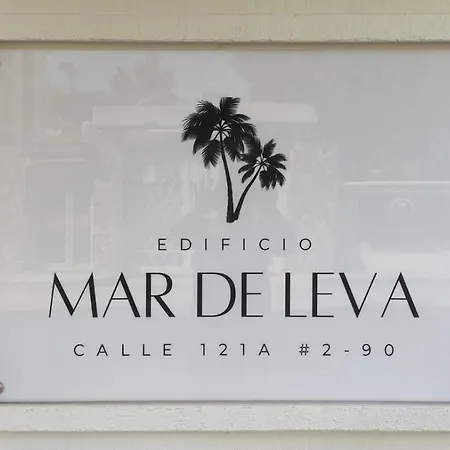 EDIFICIO
MAR DE LEVA
CALLE 121A #2-90